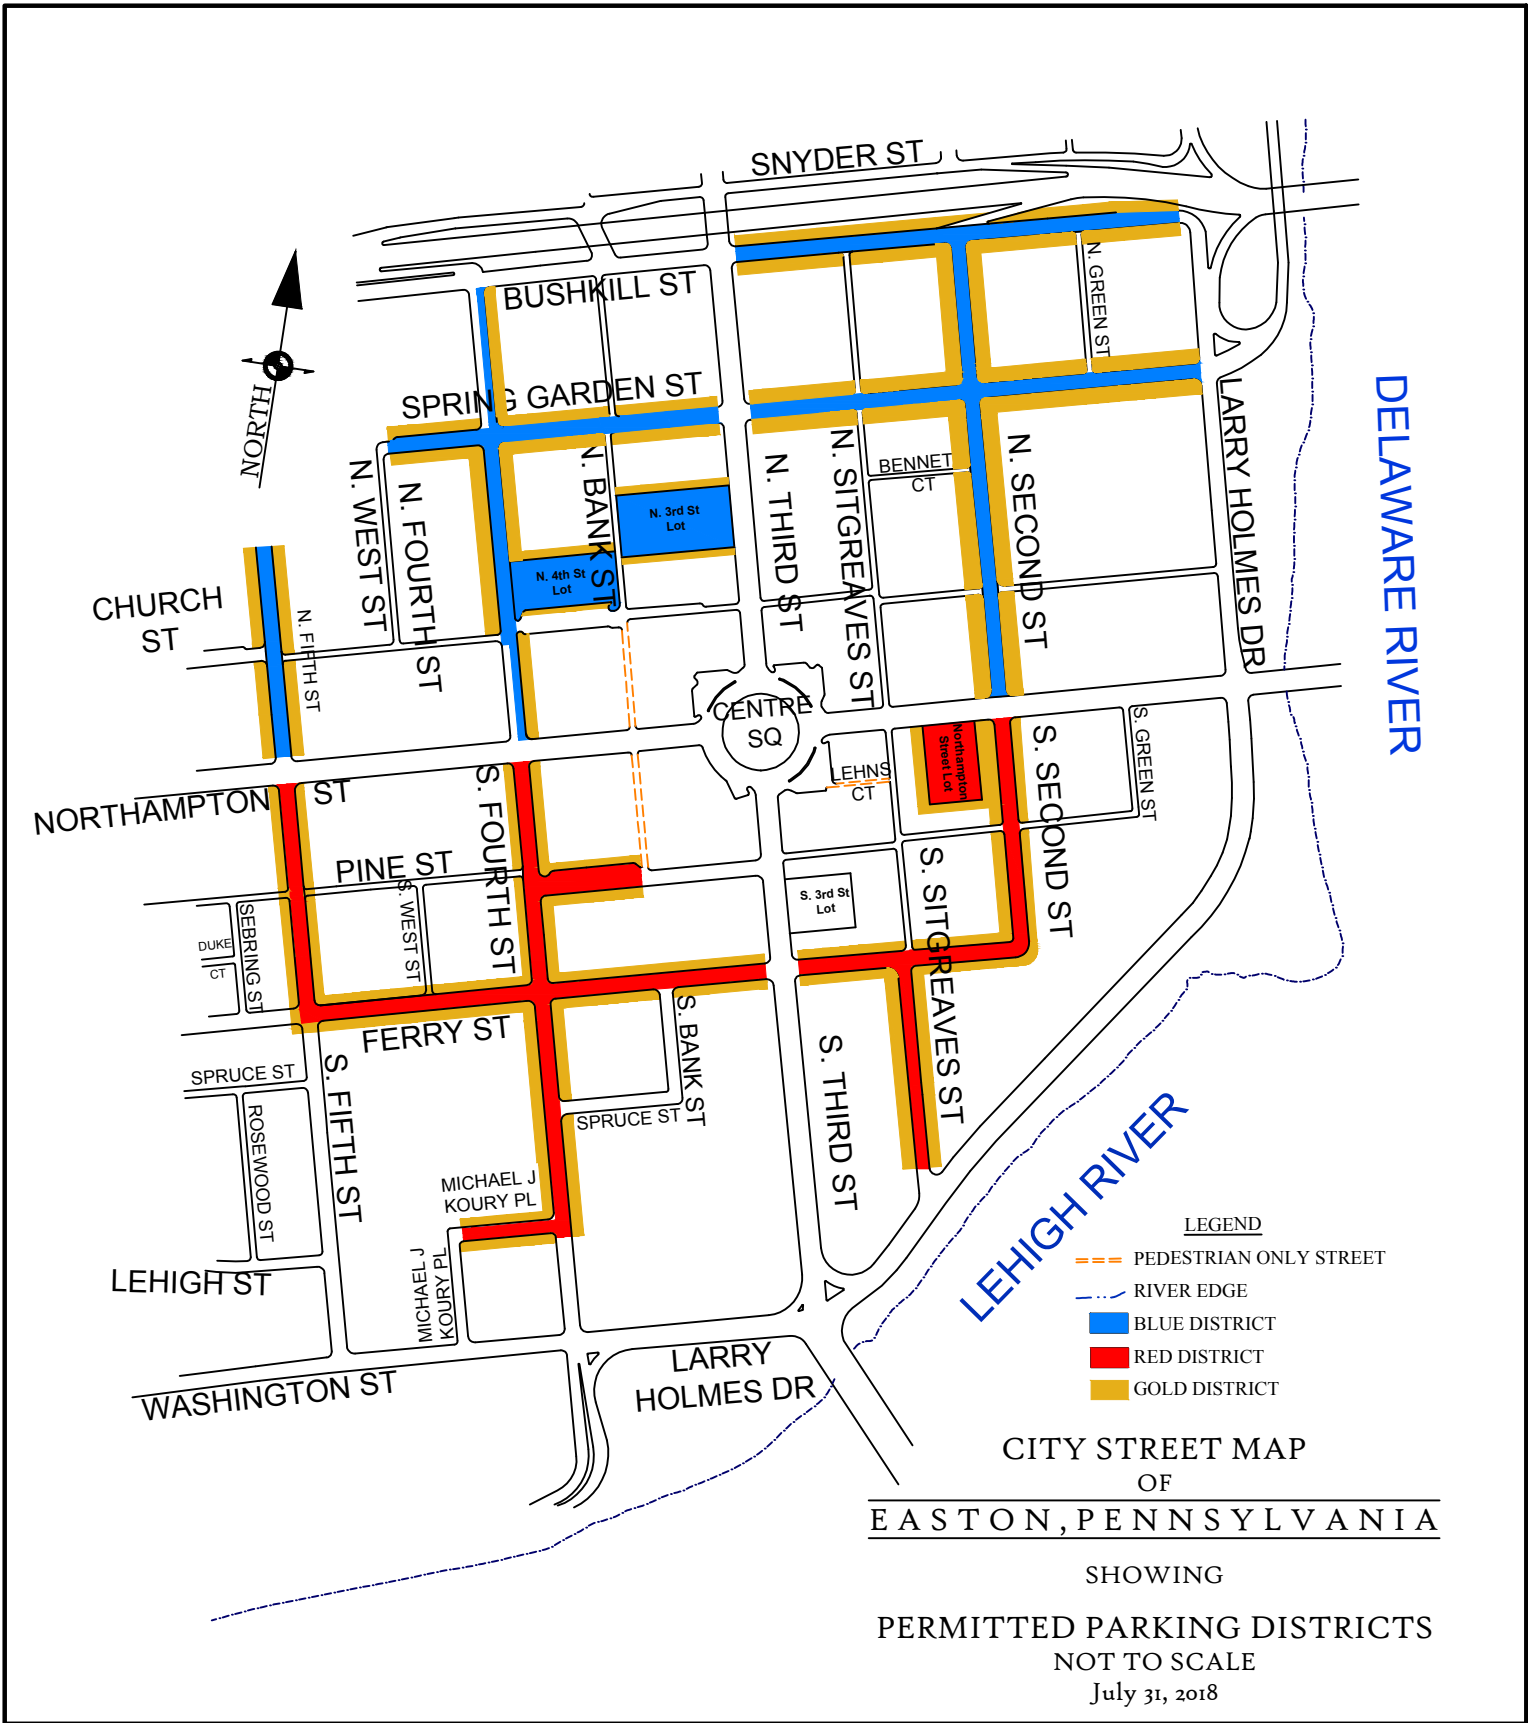 SNYDER ST
BUSHKILL ST
N. GREEN ST
NORTH
SPRING GARDEN ST
LARRY HOLMES DR
DELAWARE RIVER
N. WEST ST
N. FOURTH ST
N. BANK ST
N. 3rd St
Lot
N. THIRD ST
N. SITGREAVES ST
BENNET
CT
N. SECOND ST
N. 4th St
Lot
CHURCH
ST
N. FIFTH ST
CENTRE
SQ
Northampton
Street Lot
S. SECOND ST
S. GREEN ST
LEHNS
CT
NORTHAMPTON ST
S. FOURTH ST
PINE ST
S. WEST ST
S. 3rd St
Lot
S. SITGREAVES ST
DUKE
CT
SEBRING ST
FERRY ST
S. BANK ST
S. THIRD ST
SPRUCE ST
S. FIFTH ST
ROSEWOOD ST
SPRUCE ST
MICHAEL J
KOURY PL
MICHAEL J
KOURY PL
LEHIGH ST
LEHIGH RIVER
WASHINGTON ST
LARRY
HOLMES DR
LEGEND
PEDESTRIAN ONLY STREET
RIVER EDGE
BLUE DISTRICT
RED DISTRICT
GOLD DISTRICT
CITY STREET MAP
OF
EASTON, PENNSYLVANIA
SHOWING
PERMITTED PARKING DISTRICTS
NOT TO SCALE
July 31, 2018